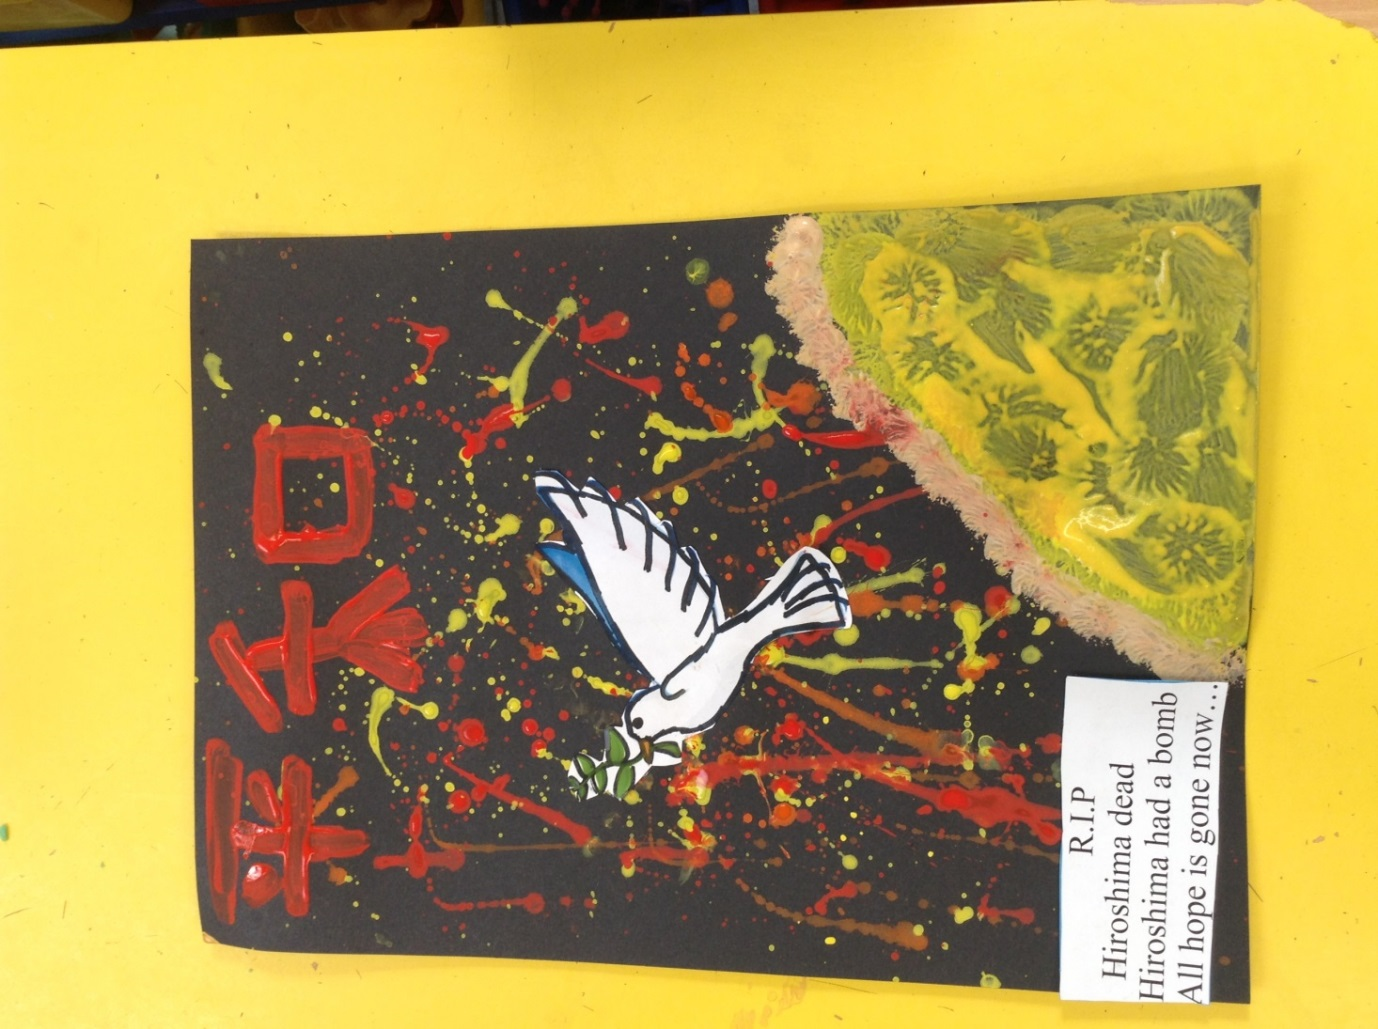 平和
R.I.P
Hiroshima dead
Hiroshima had a bomb
All hope is gone now...